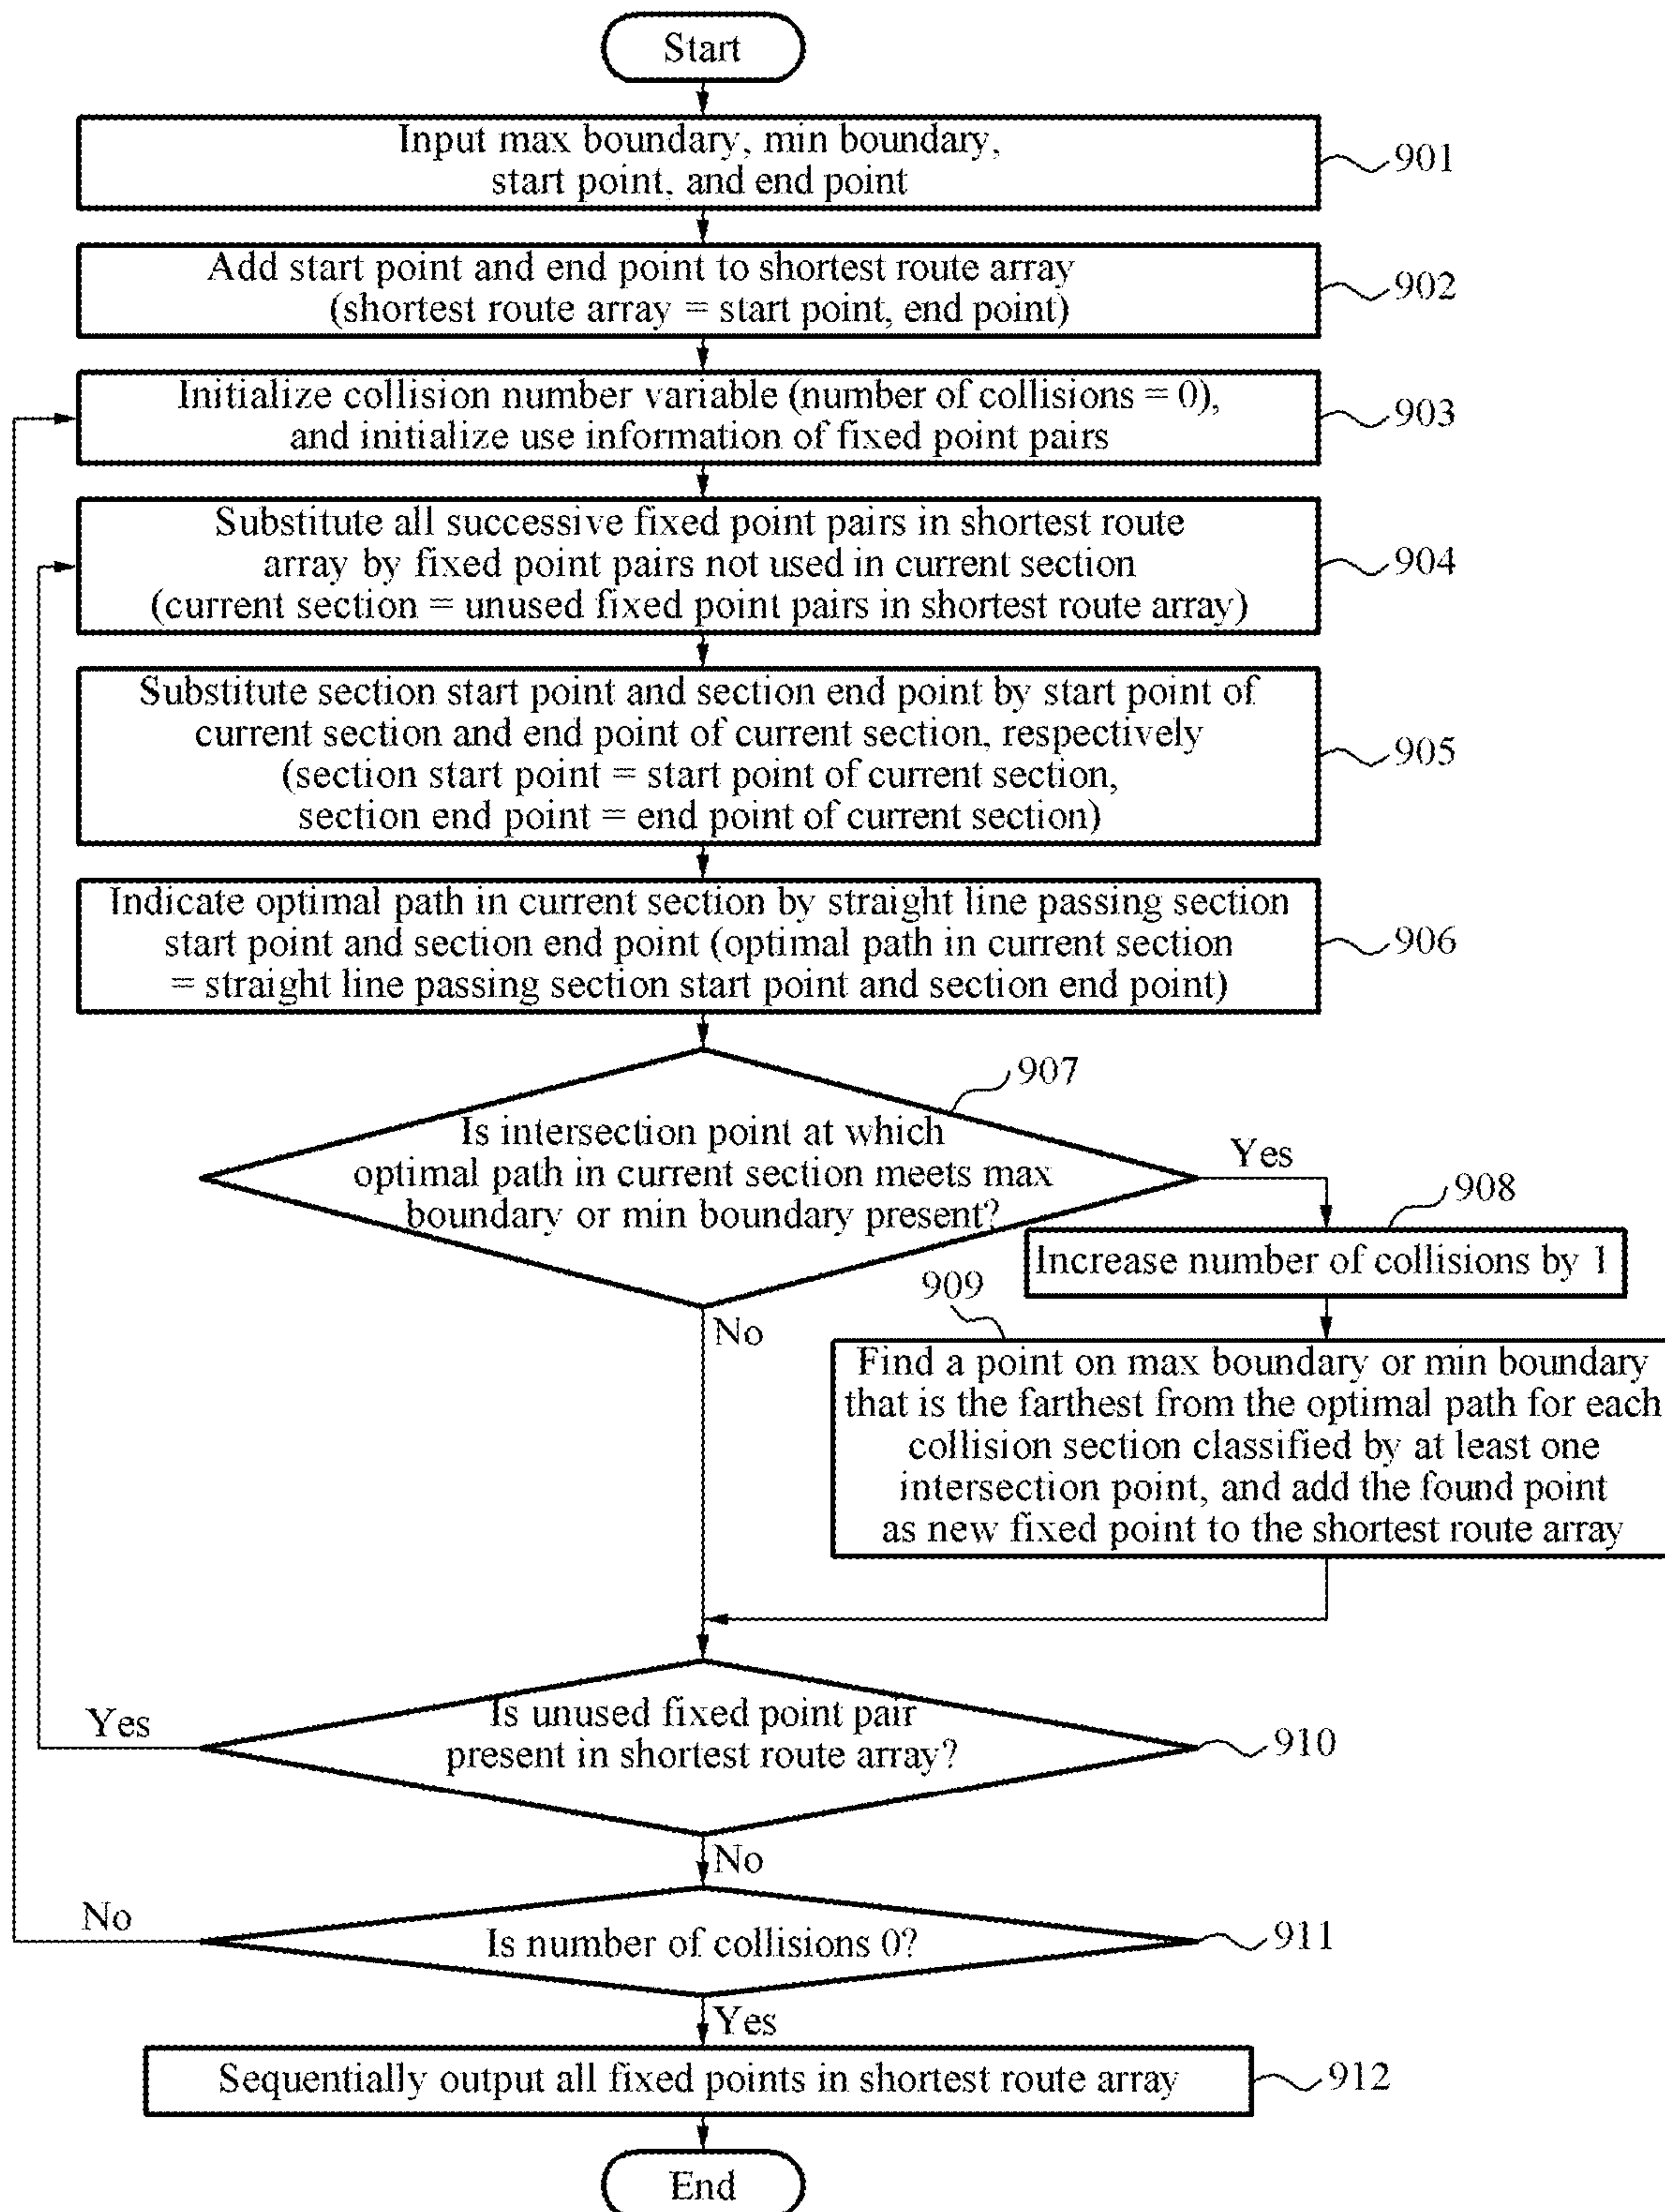 Start
Input max boundary, min boundary,
start point, and end point
901
Add start point and end point to shortest route array
(shortest route array = start point, end point)
902
Initialize collision number variable (number of collisions = 0),
and initialize use information of fixed point pairs
903
Substitute all successive fixed point pairs in shortest route
array by fixed point pairs not used in current section
(current section = unused fixed point pairs in shortest route array)
904
Substitute section start point and section end point by start point of
current section and end point of current section, respectively
(section start point = start point of current section,
section end point = end point of current section)
905
Indicate optimal path in current section by straight line passing section
start point and section end point (optimal path in current section
= straight line passing section start point and section end point)
906
907
Is intersection point at which
optimal path in current section meets max
boundary or min boundary present?
Yes
908
Increase number of collisions by 1
909
No
Find a point on max boundary or min boundary
that is the farthest from the optimal path for each
collision section classified by at least one
intersection point, and add the found point
as new fixed point to the shortest route array
Yes
Is unused fixed point pair
present in shortest route array?
910
No
No
Is number of collisions 0?
911
Yes
Sequentially output all fixed points in shortest route array
912
End